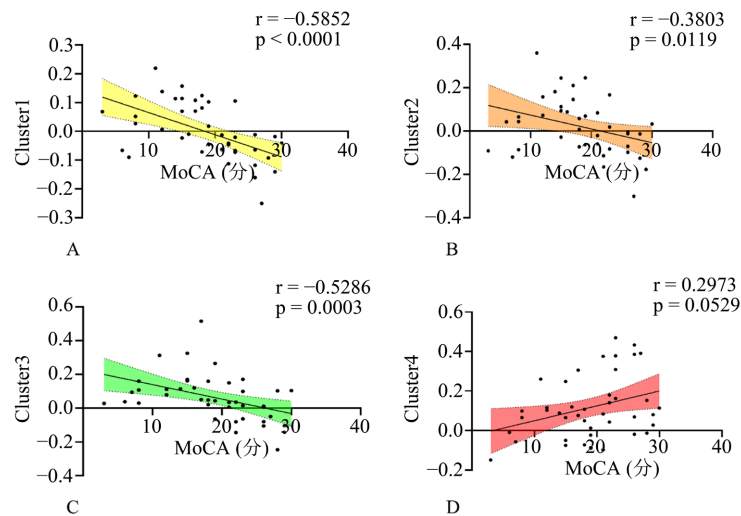 r = −0.5852
p < 0.0001
0.3
0.2
0.1
0.0
−0.1
−0.2
−0.3
10
20
30
40
Cluster1
MoCA (分)
A
r = −0.3803
p = 0.0119
0.4
0.2
0.0
−0.2
−0.4
10
20
30
40
Cluster2
MoCA (分)
B
r = −0.5286
p = 0.0003
0.6
0.4
0.2
0.0
−0.2
−0.4
10
20
30
40
Cluster3
MoCA (分)
C
r = 0.2973
p = 0.0529
0.6
0.4
0.2
0.0
−0.2
10
20
30
40
Cluster4
MoCA (分)
D